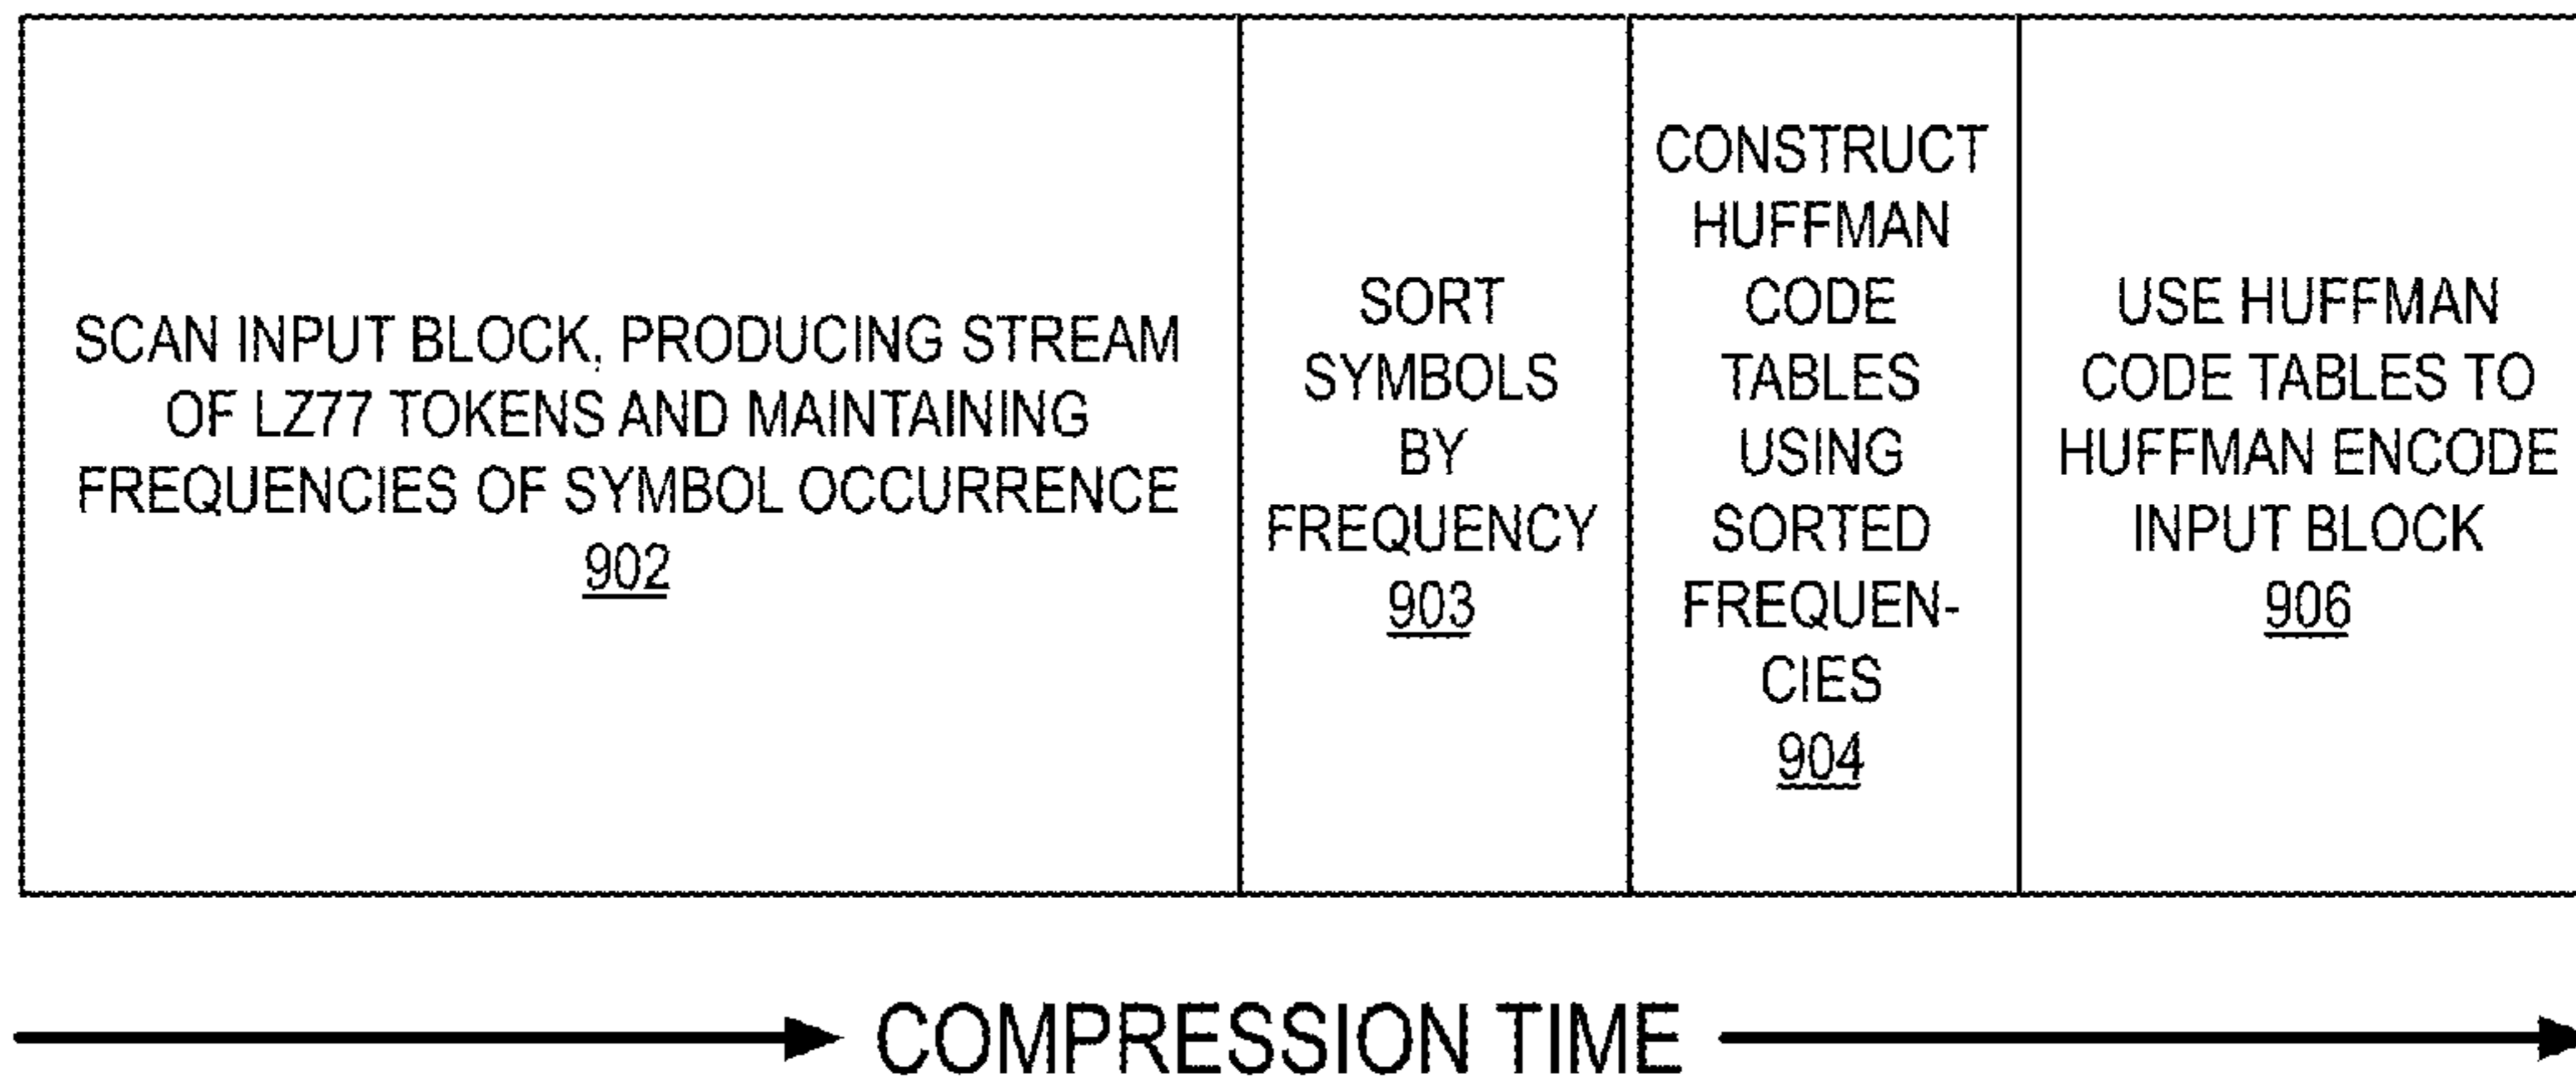 SCAN INPUT BLOCK, PRODUCING STREAM
OF LZ77 TOKENS AND MAINTAINING
FREQUENCIES OF SYMBOL OCCURRENCE
902
SORT
SYMBOLS
BY
FREQUENCY
903
CONSTRUCT
HUFFMAN
CODE
TABLES
USING
SORTED
FREQUEN-
CIES
904
USE HUFFMAN
CODE TABLES TO
HUFFMAN ENCODE
INPUT BLOCK
906
COMPRESSION TIME